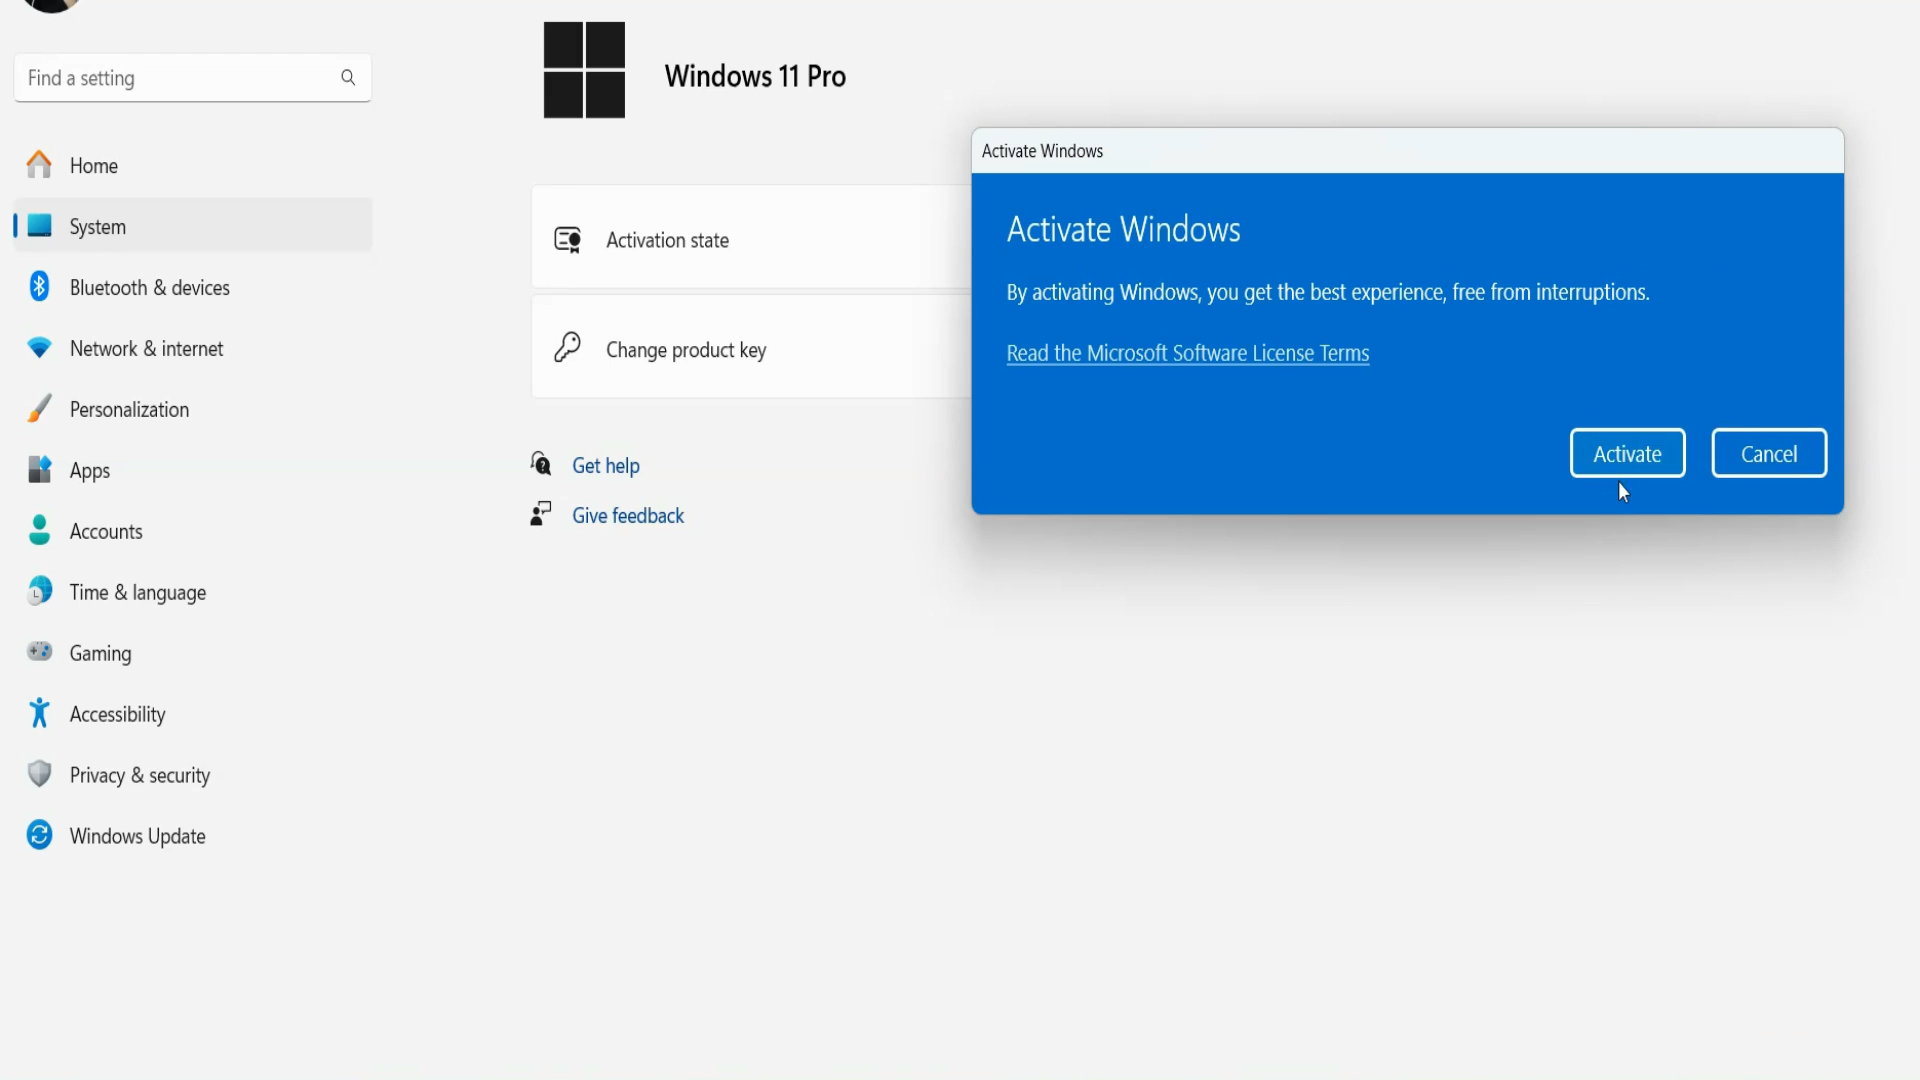 Find a setting
Home
System
Bluetooth & devices
Network & internet
Personalization
Apps
Accounts
Time & language
Gaming
Accessibility
Privacy & security
Windows Update
Windows 11 Pro
Activation state
Change product key
Get help
Give feedback
Activate Windows
Activate Windows
By activating Windows, you get the best experience, free from interruptions.
Read the Microsoft Software License Terms
Activate
Cancel